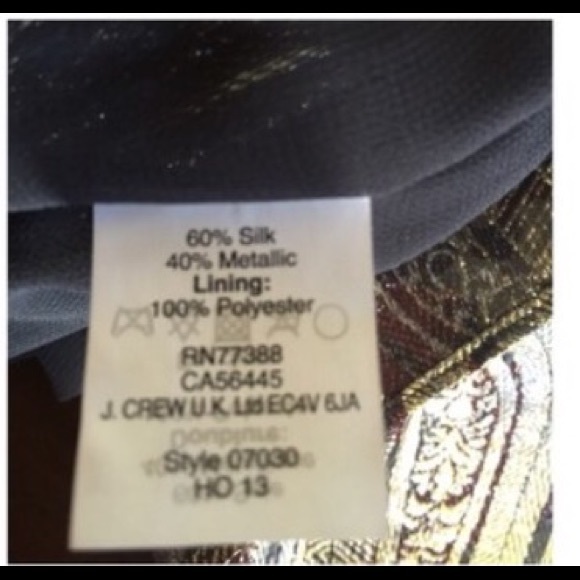 60% Silk
40% Metallic
Lining:
100% Polyester
RN77388
CA56445
J. CREW U.K. Ltd EC4V 6JA
Style 07030
HO 13